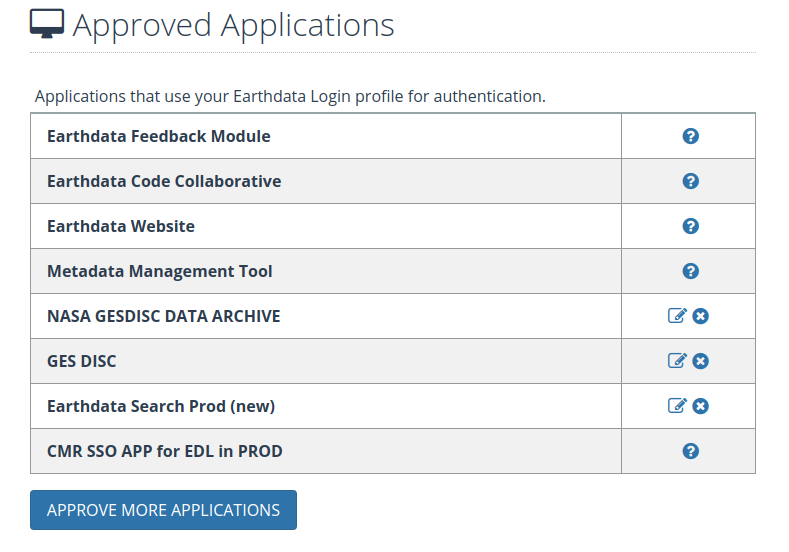 Approved Applications
Applications that use your Earthdata Login profile for authentication.
Earthdata Feedback Module
Earthdata Code Collaborative
Earthdata Website
Metadata Management Tool
NASA GESDISC DATA ARCHIVE
GES DISC
Earthdata Search Prod (new)
CMR SSO APP for EDL in PROD
APPROVE MORE APPLICATIONS